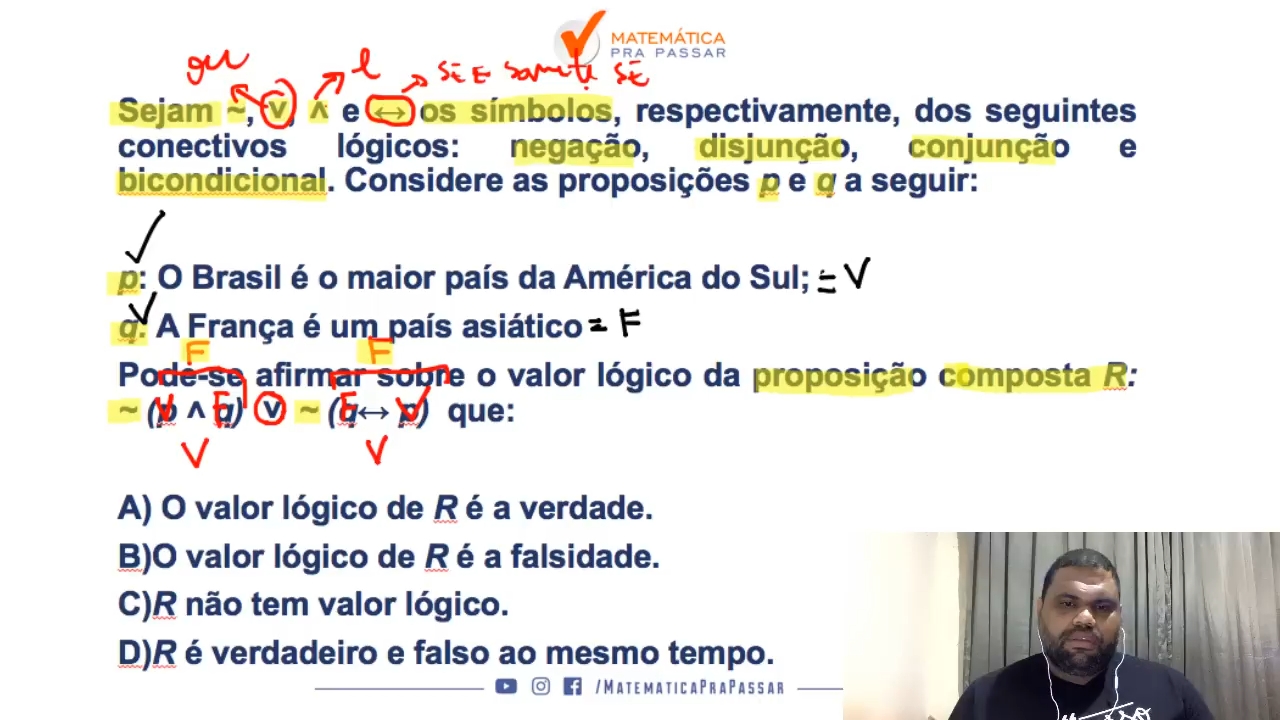 MATEMÁTICA
PRA PASSAR
ou
e
SE E somente SE
Sejam ~, v, ^ e ↔ os símbolos, respectivamente, dos seguintes
conectivos lógicos: negação, disjunção, conjunção e
bicondicional. Considere as proposições p e q a seguir:
p: O Brasil é o maior país da América do Sul; = V
q: A França é um país asiático = F
F F
Pode-se afirmar sobre o valor lógico da proposição composta R:
V F F V
~ (p ^ q) v ~ (q↔ p) que:
V V
A) O valor lógico de R é a verdade.
B)O valor lógico de R é a falsidade.
C)R não tem valor lógico.
D)R é verdadeiro e falso ao mesmo tempo.
/MATEMATICAPRAPASSAR